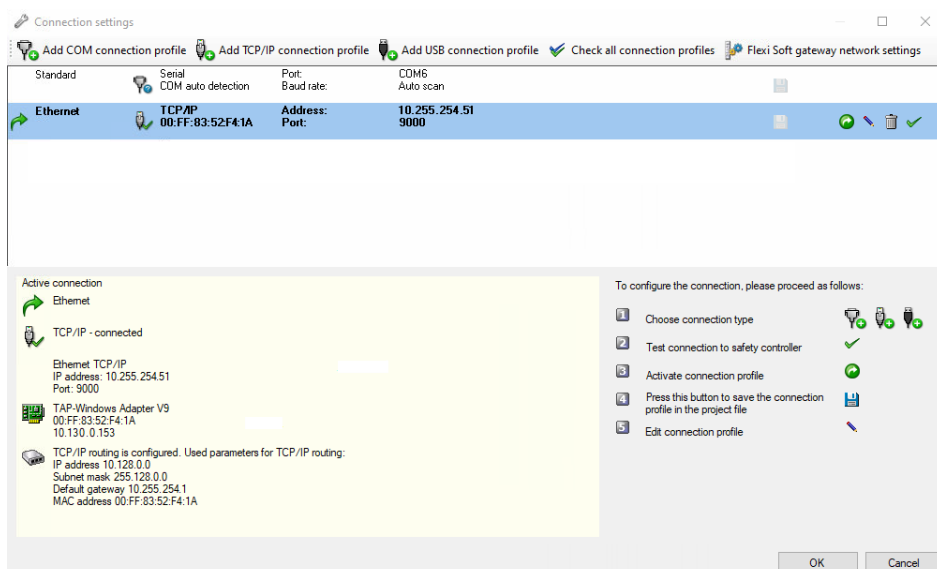 Connection settings
Add COM connection profile Add TCP/IP connection profile Add USB connection profile Check all connection profiles Flexi Soft gateway network settings
Standard Serial Port: COM6
COM auto detection Baud rate: Auto scan
Ethernet TCP/IP Address: 10.255.254.51
00:FF:83:52:F4:1A Port: 9000
Active connection
Ethernet
TCP/IP - connected
Ethernet TCP/IP
IP address: 10.255.254.51
Port: 9000
TAP-Windows Adapter V9
00:FF:83:52:F4:1A
10.130.0.153
TCP/IP routing is configured. Used parameters for TCP/IP routing:
IP address 10.128.0.0
Subnet mask 255.128.0.0
Default gateway 10.255.254.1
MAC address 00:FF:83:52:F4:1A
To configure the connection, please proceed as follows:
1 Choose connection type
2 Test connection to safety controller
3 Activate connection profile
4 Press this button to save the connection
profile in the project file
5 Edit connection profile
OK Cancel